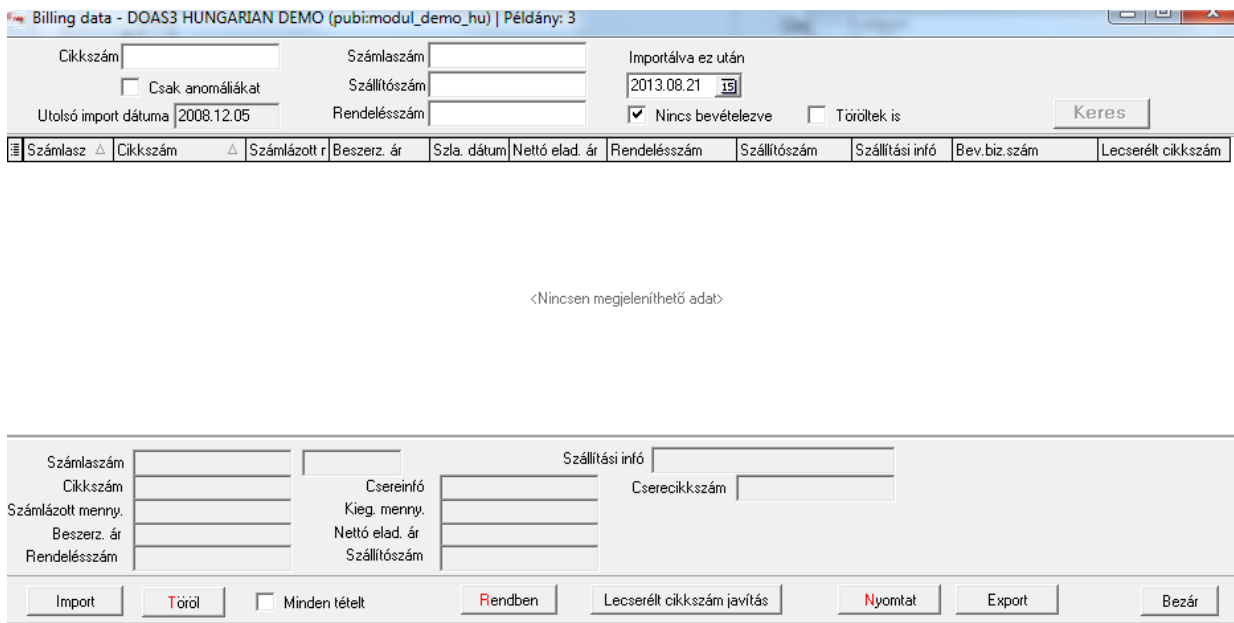 Billing data - DOAS3 HUNGARIAN DEMO (pubi:modul_demo_hu) | Példány: 3
Cikkszám Számlaszám Importálva ez után
Csak anomáliákat Szállítószám 2013.08.21 15
Utolsó import dátuma 2008.12.05 Rendelésszám Nincs bevételezve Töröltek is Keres
Számlasz Cikkszám Számlázott r Beszerz. ár Szla. dátum Nettó elad. ár Rendelésszám Szállítószám Szállítási infó Bev.biz.szám Lecserélt cikkszám
<Nincsen megjeleníthető adat>
Számlaszám Szállítási infó
Cikkszám Csereinfó Cserecikkszám
Számlázott menny. Kieg. menny.
Beszerz. ár Nettó elad. ár
Rendelésszám Szállítószám
Import Töröl Minden tételt Rendben Lecserélt cikkszám javítás Nyomtat Export Bezár